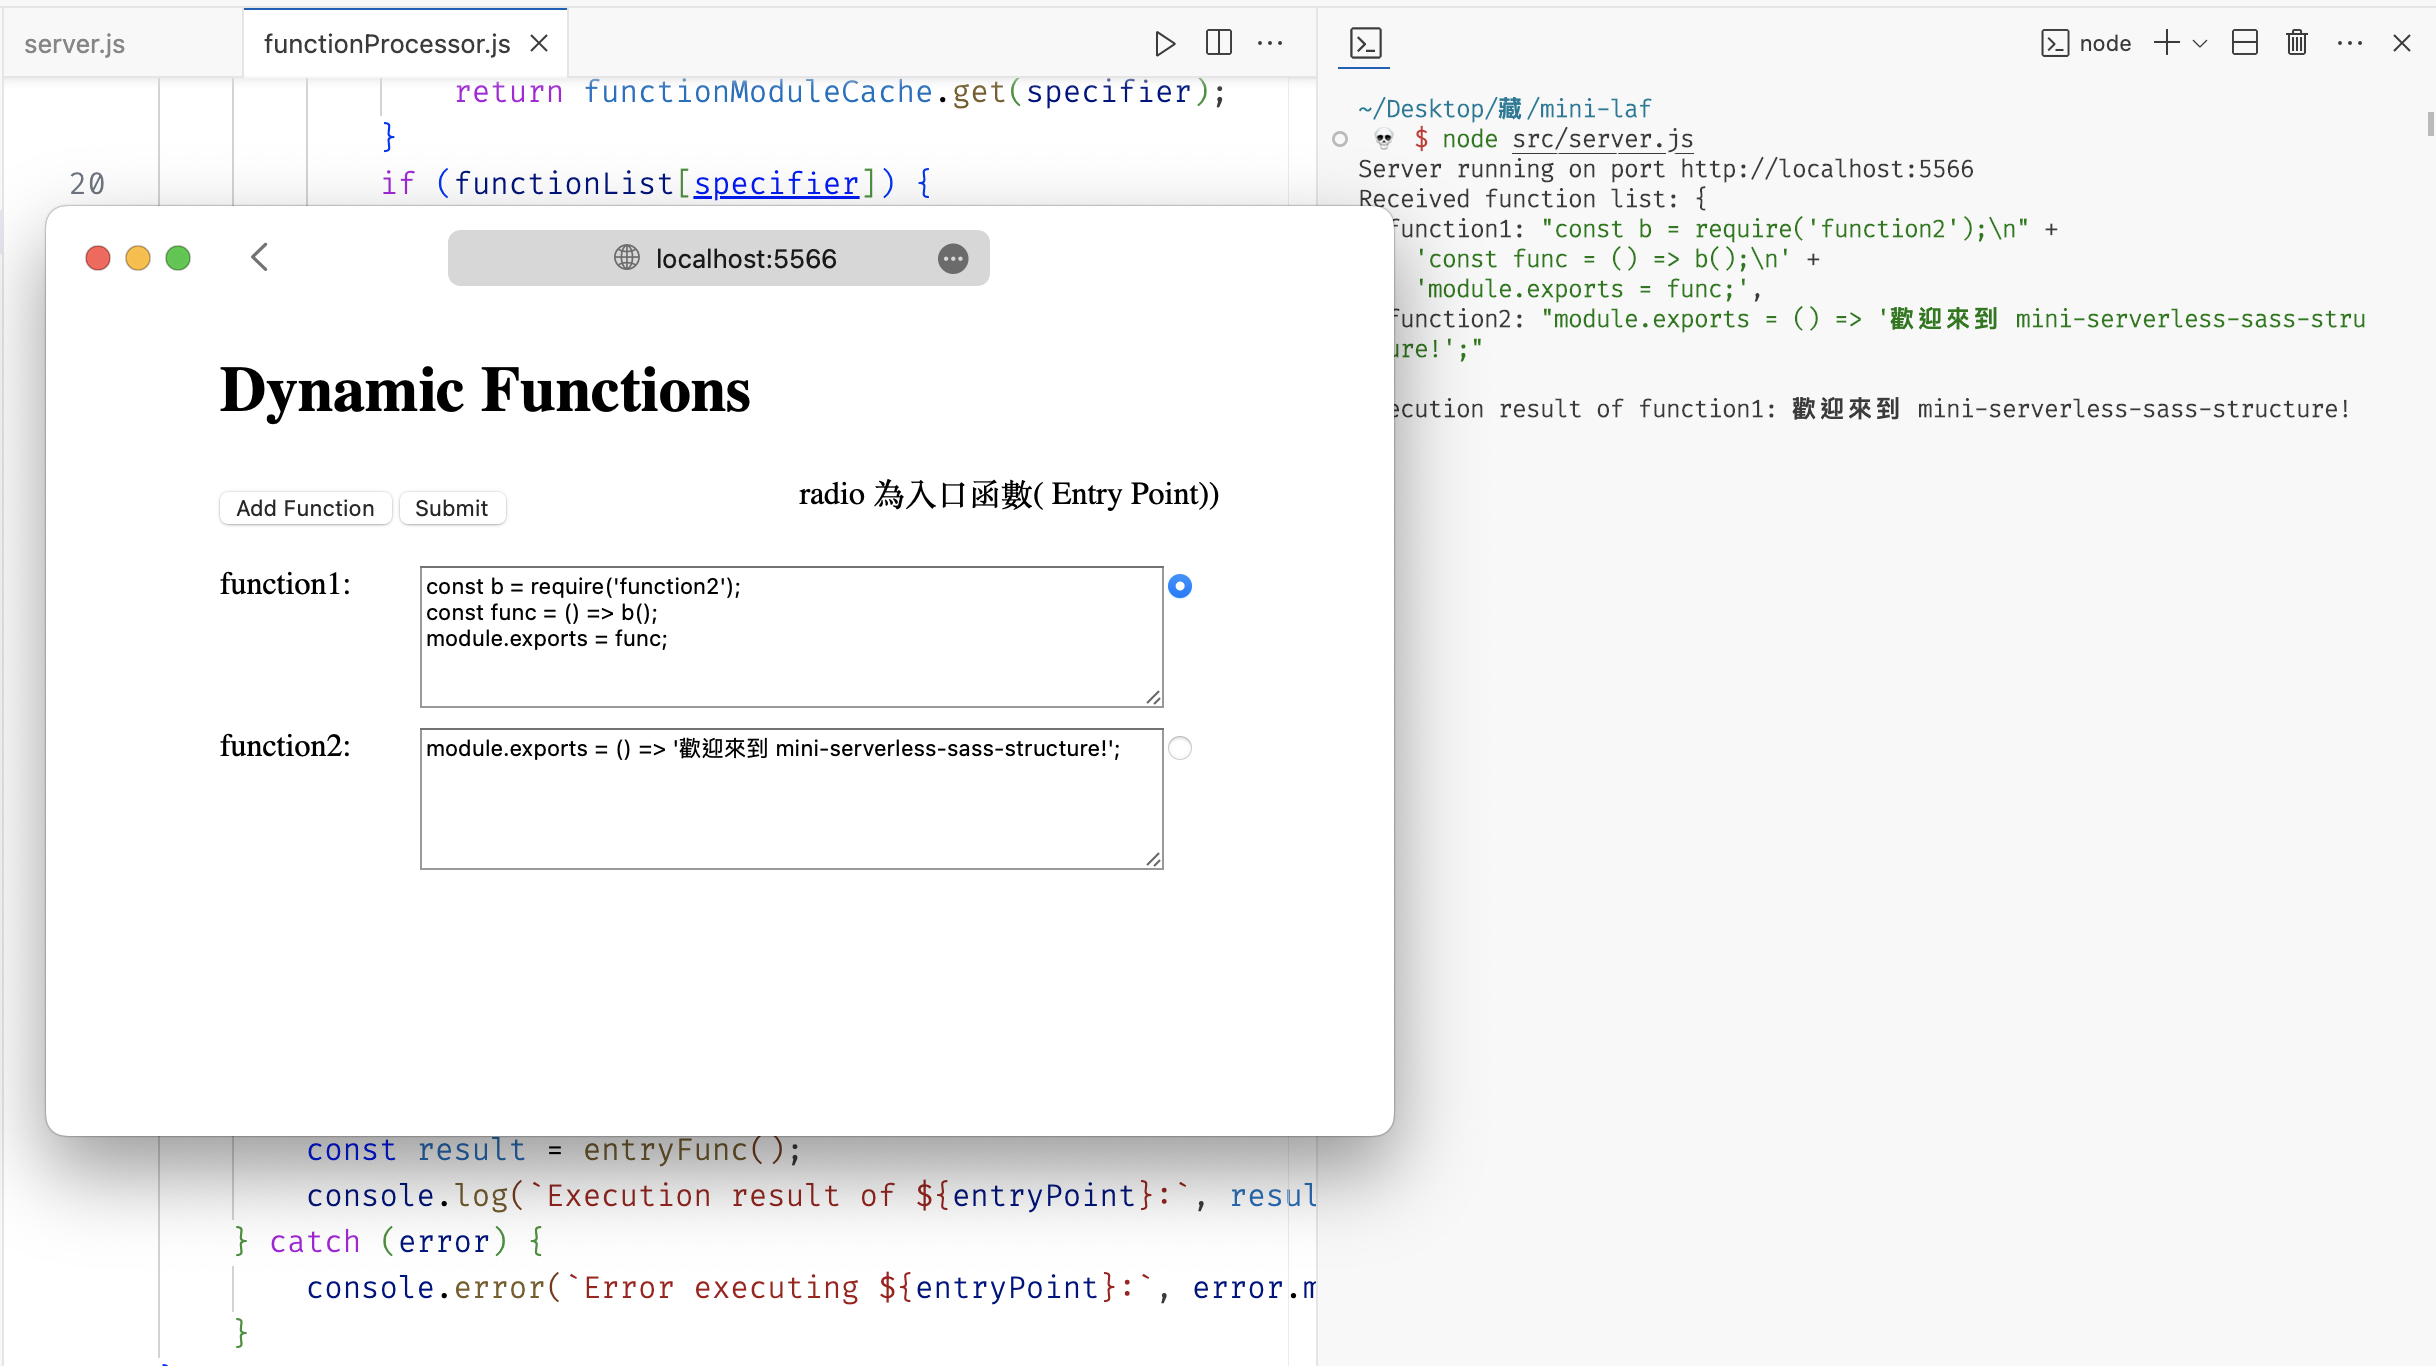 server.js
functionProcessor.js
return functionModuleCache.get(specifier);
}
20
if (functionList[specifier]) {
localhost:5566
Dynamic Functions
Add Function
Submit
radio 為入口函數( Entry Point))
function1:
const b = require('function2');
const func = () => b();
module.exports = func;
function2:
module.exports = () => '歡迎來到 mini-serverless-sass-structure!';
const result = entryFunc();
console.log(`Execution result of ${entryPoint}:`, resul
} catch (error) {
console.error(`Error executing ${entryPoint}:`, error.m
}
node
~/Desktop/藏/mini-laf
$ node src/server.js
Server running on port http://localhost:5566
Received function list: {
function1: "const b = require('function2');\n" +
'const func = () => b();\n' +
'module.exports = func;',
function2: "module.exports = () => '歡迎來到 mini-serverless-sass-stru
ure!';"
ecution result of function1: 歡迎來到 mini-serverless-sass-structure!